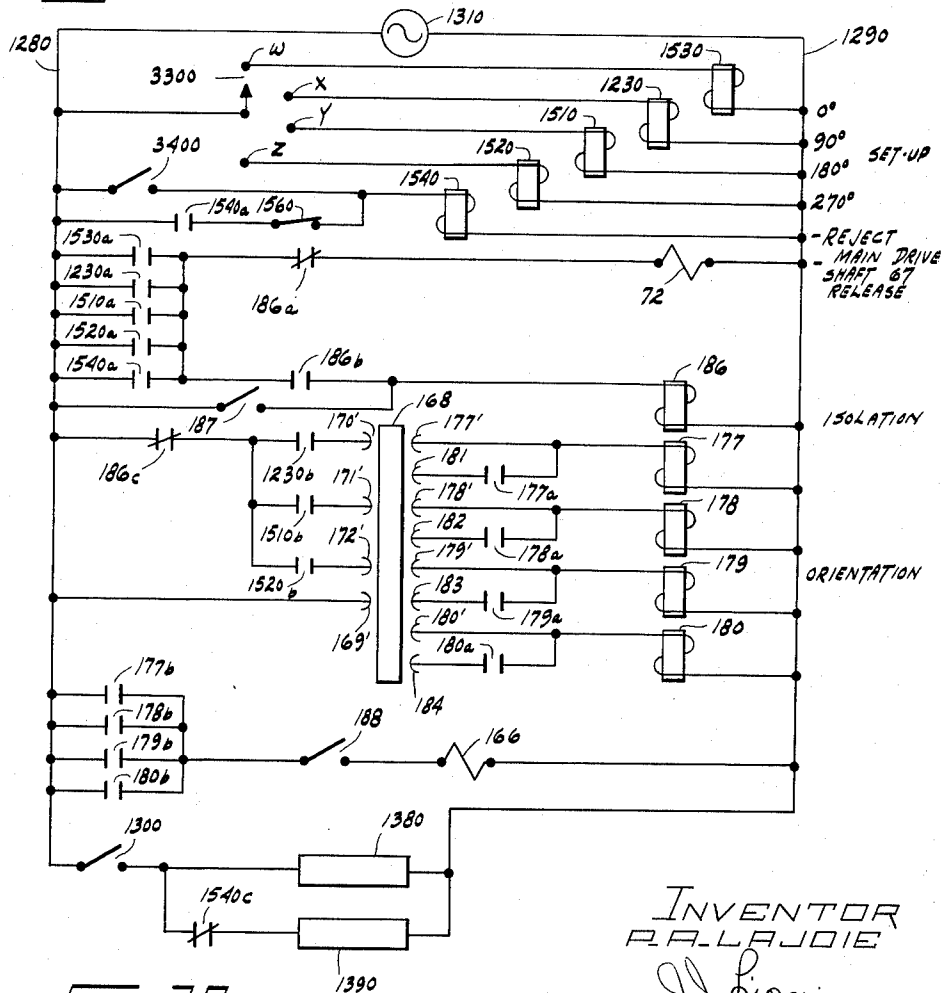 1310
1280
1290
W
1530
3300
X
1230
0°
Y
1510
90°
3400
Z
1520
180° SET-UP
1540
270°
1540a 1560
1530a
-REJECT
- MAIN DRIVE
SHAFT 67
RELEASE
1230a
186a
72
1510a
1520a
1540a
186b
186
187
168
ISOLATION
170' 177'
177
186c
1230b
181
171'
177a
178'
178
1510b
182
172'
178a
179'
179
ORIENTATION
1520b
183
169'
179a
180'
180
180a
177b
184
178b
188
166
179b
180b
1300
1380
1540c
INVENTOR
P.A. LAJOIE
1390